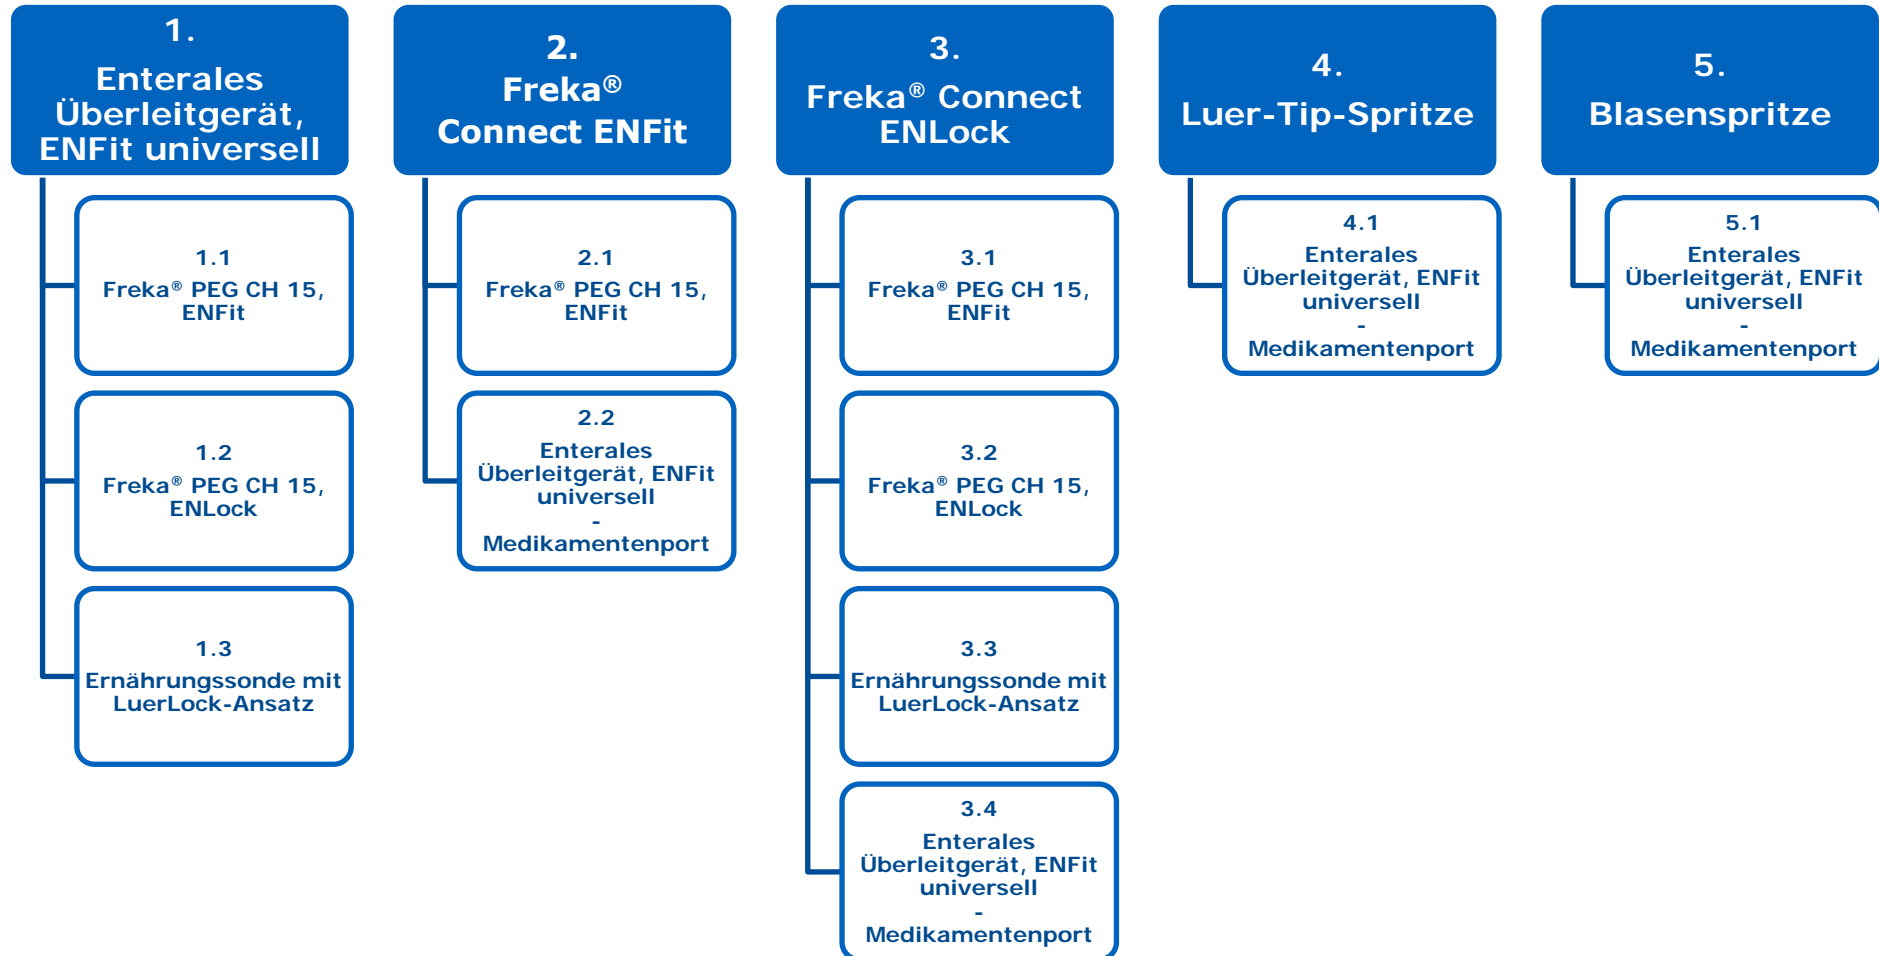 1.
Enterales
Überleitgerät,
ENFit universell
1.1
Freka® PEG CH 15,
ENFit
1.2
Freka® PEG CH 15,
ENLock
1.3
Ernährungssonde mit
LuerLock-Ansatz
2.
Freka®
Connect ENFit
2.1
Freka® PEG CH 15,
ENFit
2.2
Enterales
Überleitgerät, ENFit
universell
-
Medikamentenport
3.
Freka® Connect
ENLock
3.1
Freka® PEG CH 15,
ENFit
3.2
Freka® PEG CH 15,
ENLock
3.3
Ernährungssonde mit
LuerLock-Ansatz
3.4
Enterales
Überleitgerät, ENFit
universell
-
Medikamentenport
4.
Luer-Tip-Spritze
4.1
Enterales
Überleitgerät, ENFit
universell
-
Medikamentenport
5.
Blasenspritze
5.1
Enterales
Überleitgerät, ENFit
universell
-
Medikamentenport